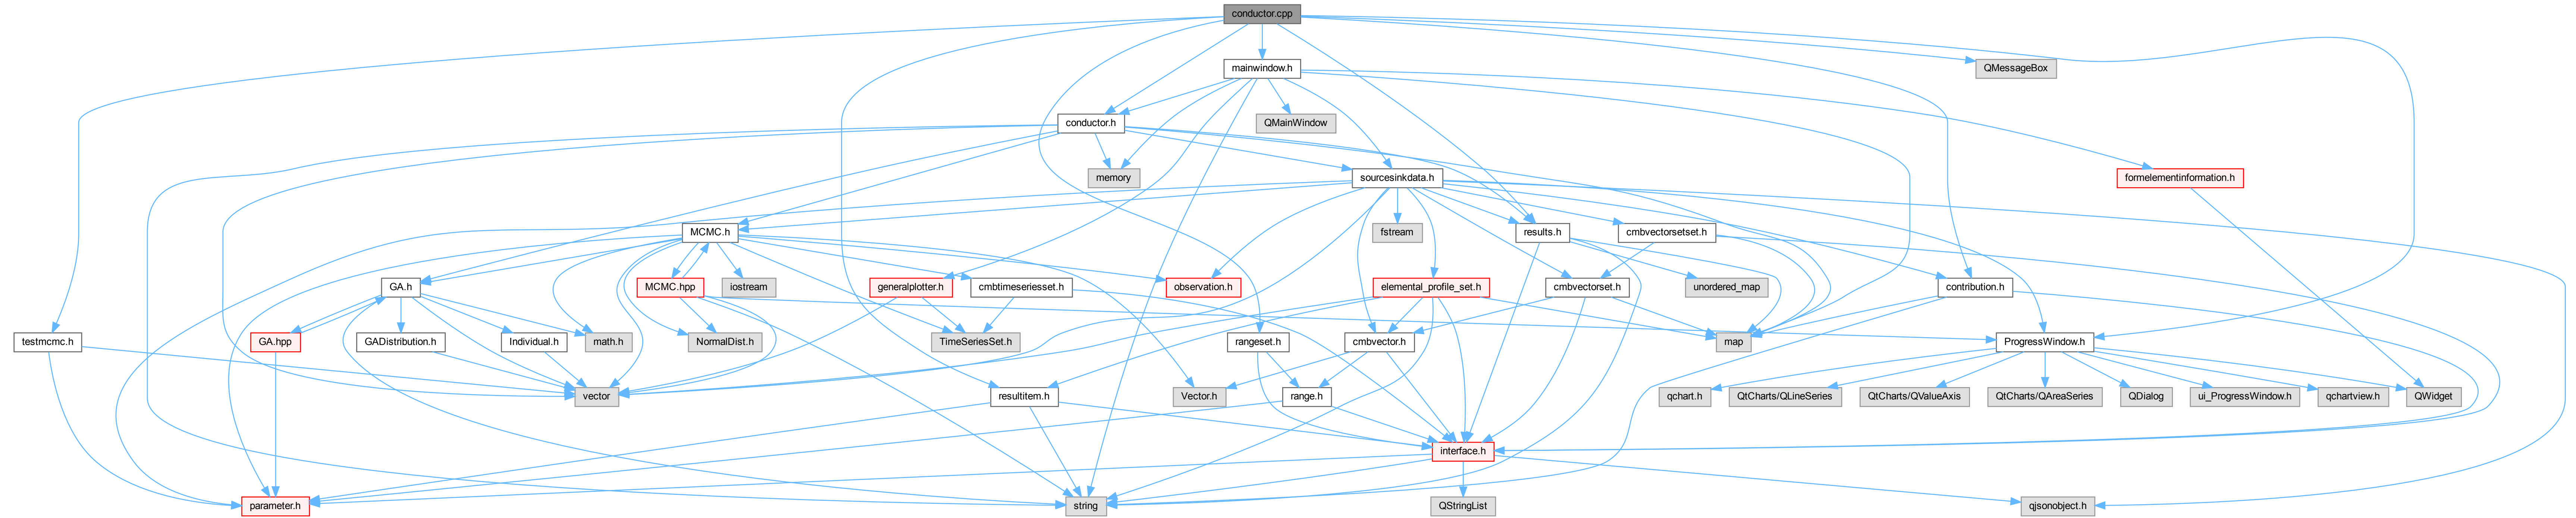 conductor.cpp
mainwindow.h
QMessageBox
conductor.h
QMainWindow
memory
sourcesinkdata.h
formelementinformation.h
MCMC.h
fstream
results.h
cmbvectorsetset.h
GA.h
MCMC.hpp
iostream
generalplotter.h
cmbtimeseriesset.h
observation.h
elemental_profile_set.h
cmbvectorset.h
unordered_map
contribution.h
testmcmc.h
GA.hpp
GADistribution.h
Individual.h
math.h
NormalDist.h
TimeSeriesSet.h
rangeset.h
cmbvector.h
map
ProgressWindow.h
vector
resultitem.h
Vector.h
range.h
qchart.h
QtCharts/QLineSeries
QtCharts/QValueAxis
QtCharts/QAreaSeries
QDialog
ui_ProgressWindow.h
qchartview.h
QWidget
interface.h
parameter.h
string
QStringList
qjsonobject.h